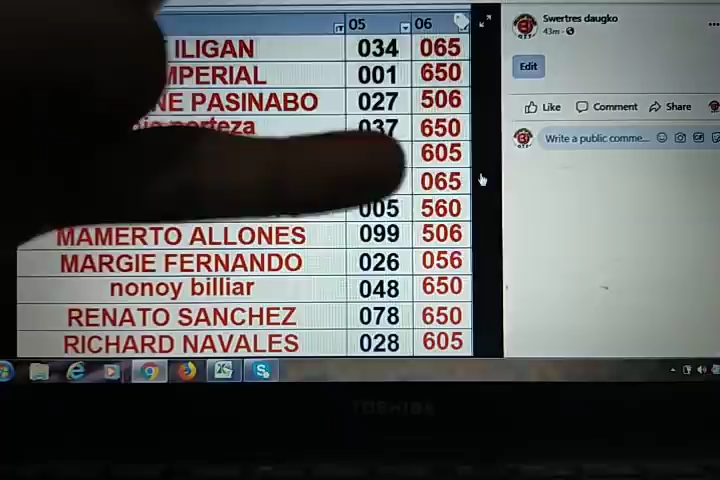 05 06
ILIGAN 034 065
MPERIAL 001 650
NE PASINABO 027 506
porteza 037 650
605
065
005 560
MAMERTO ALLONES 099 506
MARGIE FERNANDO 026 056
nonoy billiar 048 650
RENATO SANCHEZ 078 650
RICHARD NAVALES 028 605
Swertres daugko
43m
Edit
Like Comment Share
Write a public comme...
TOSHIBA